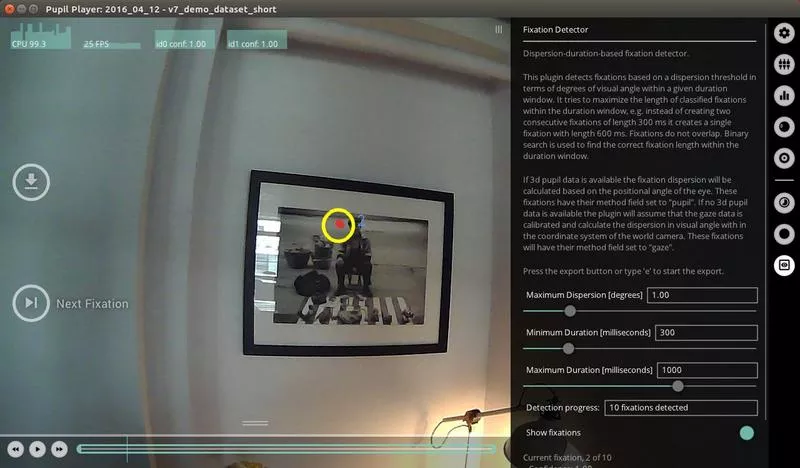 Pupil Player: 2016_04_12 - v7_demo_dataset_short
CPU 99.3
25 FPS
id0 conf: 1.00
id1 conf: 1.00
Next Fixation
Fixation Detector
Dispersion-duration-based fixation detector.
This plugin detects fixations based on a dispersion threshold in
terms of degrees of visual angle within a given duration
window. It tries to maximize the length of classified fixations
within the duration window, e.g. instead of creating two
consecutive fixations of length 300 ms it creates a single
fixation with length 600 ms. Fixations do not overlap. Binary
search is used to find the correct fixation length within the
duration window.
If 3d pupil data is available the fixation dispersion will be
calculated based on the positional angle of the eye. These
fixations have their method field set to "pupil". If no 3d pupil
data is available the plugin will assume that the gaze data is
calibrated and calculate the dispersion in visual angle with in
the coordinate system of the world camera. These fixations
will have their method field set to "gaze".
Press the export button or type 'e' to start the export.
Maximum Dispersion [degrees] 1.00
Minimum Duration [milliseconds] 300
Maximum Duration [milliseconds] 1000
Detection progress: 10 fixations detected
Show fixations
Current fixation, 2 of 10
Confidence: 1.00